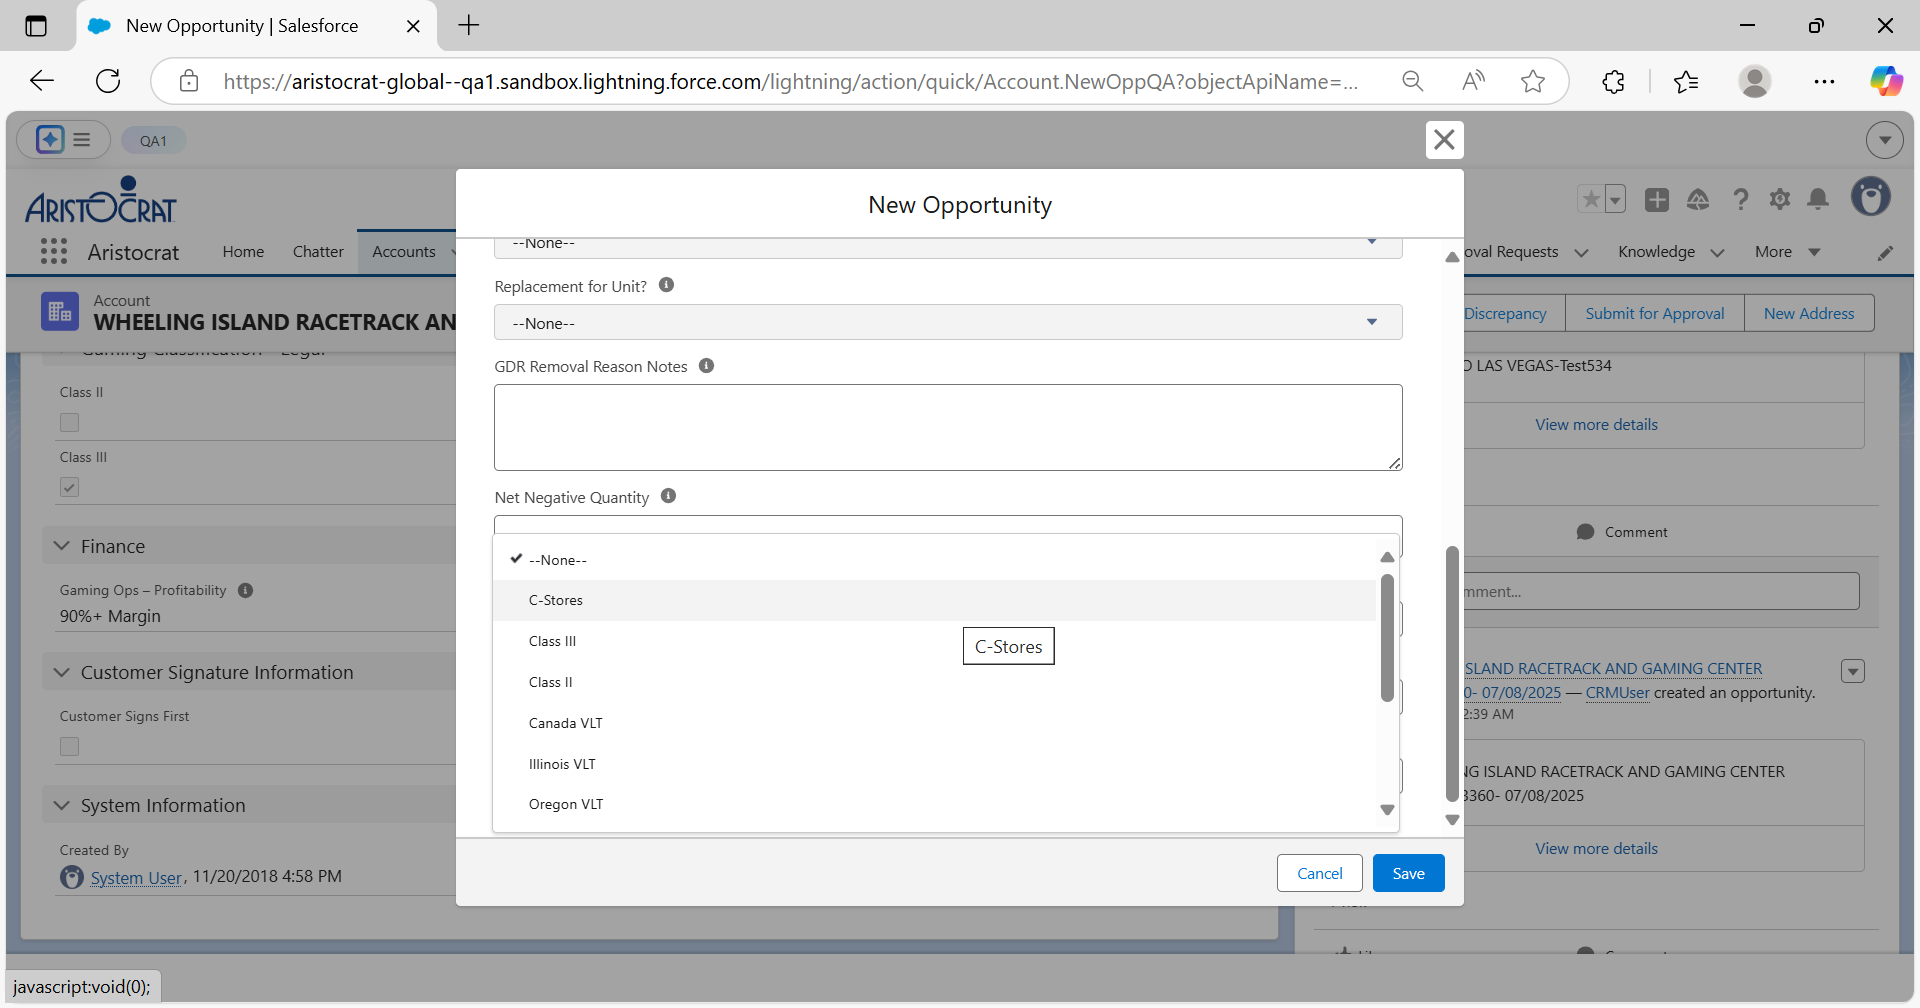 New Opportunity | Salesforce
https://aristocrat-global--qa1.sandbox.lightning.force.com/lightning/action/quick/Account.NewOppQA?objectApiName=...
QA1
ARISTOCRAT
Aristocrat
Home
Chatter
Accounts
oval Requests
Knowledge
More
Account
WHEELING ISLAND RACETRACK AN
Discrepancy
Submit for Approval
New Address
Gaming Classification – Legal
Class II
Class III
Finance
Gaming Ops – Profitability
90%+ Margin
Customer Signature Information
Customer Signs First
System Information
Created By
System User, 11/20/2018 4:58 PM
New Opportunity
--None--
Replacement for Unit?
--None--
GDR Removal Reason Notes
Net Negative Quantity
--None--
C-Stores
Class III
C-Stores
Class II
Canada VLT
Illinois VLT
Oregon VLT
Cancel
Save
O LAS VEGAS-Test534
View more details
Comment
mment...
SLAND RACETRACK AND GAMING CENTER
0- 07/08/2025 — CRMUser created an opportunity.
2:39 AM
NG ISLAND RACETRACK AND GAMING CENTER
3360- 07/08/2025
View more details
javascript:void(0);